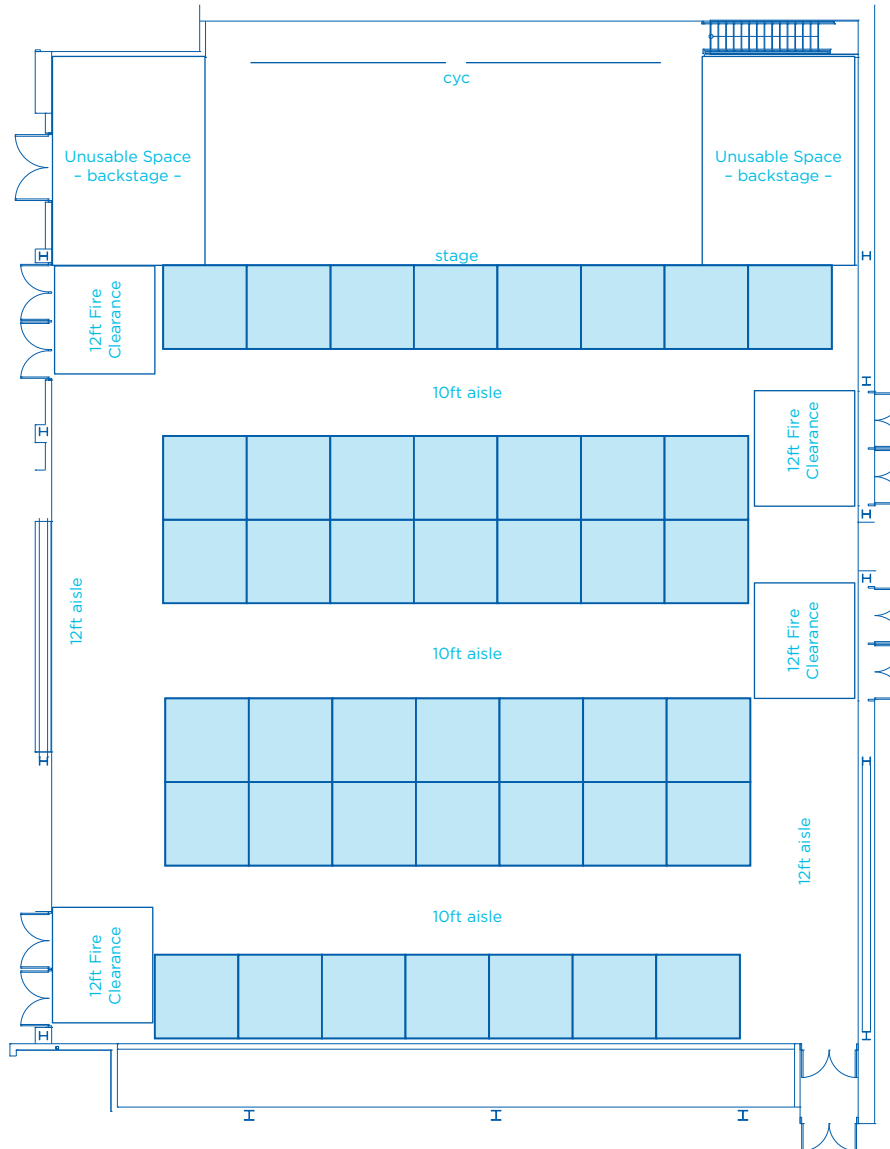 cyc
Unusable Space
– backstage –
Unusable Space
– backstage –
stage
12ft Fire
Clearance
10ft aisle
12ft Fire
Clearance
12ft aisle
12ft Fire
Clearance
10ft aisle
12ft aisle
10ft aisle
12ft Fire
Clearance